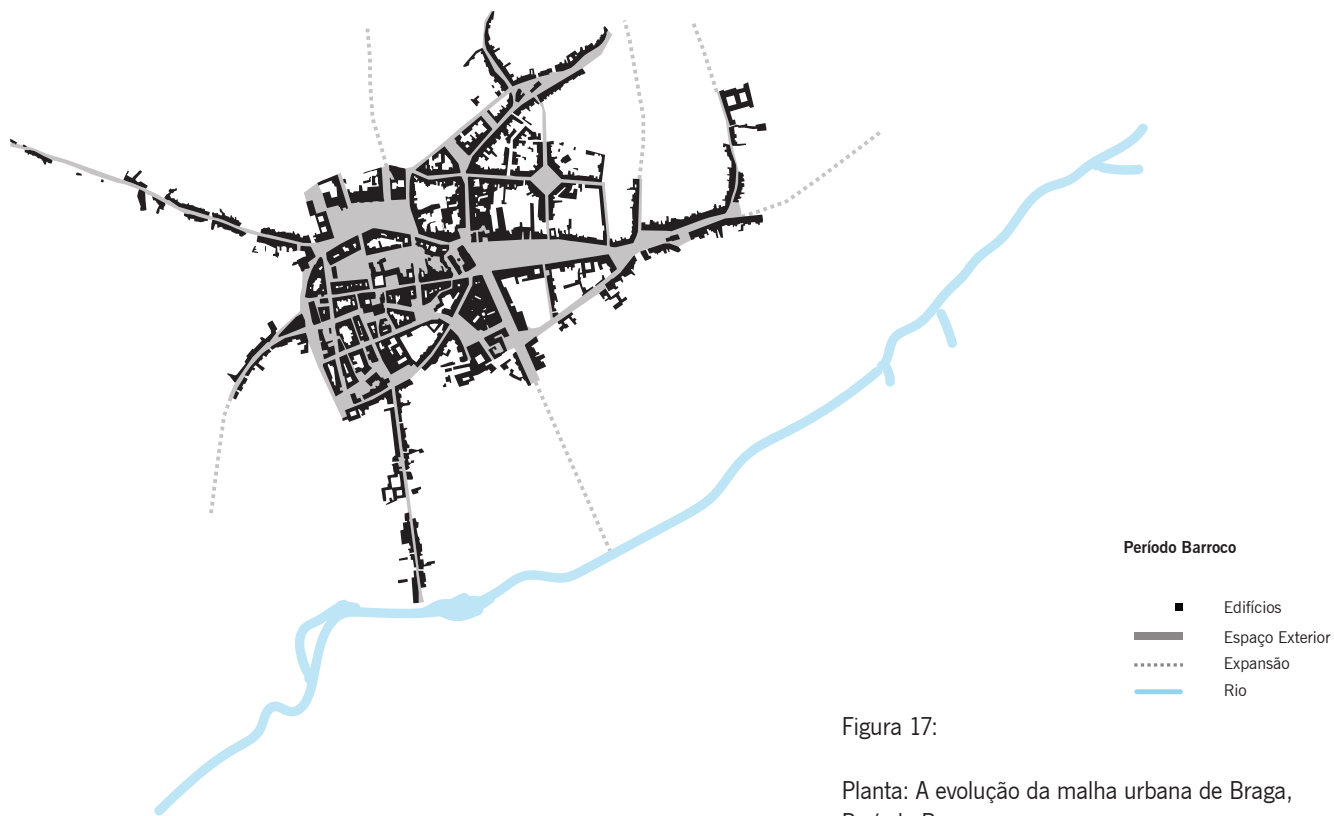 Período Barroco
Edifícios
Espaço Exterior
Expansão
Rio
Figura 17:
Planta: A evolução da malha urbana de Braga,